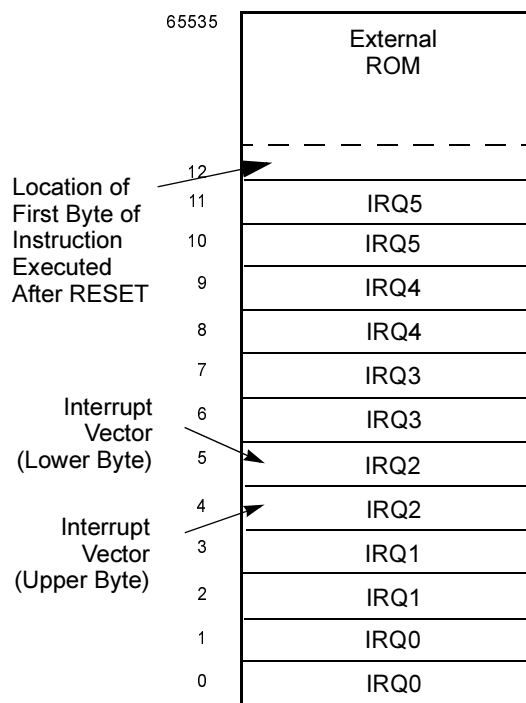 65535
External
ROM
12
Location of
First Byte of
Instruction
Executed
After RESET
11
IRQ5
10
IRQ5
9
IRQ4
8
IRQ4
7
IRQ3
6
IRQ3
Interrupt
Vector
(Lower Byte)
5
IRQ2
4
IRQ2
Interrupt
Vector
(Upper Byte)
3
IRQ1
2
IRQ1
1
IRQ0
0
IRQ0